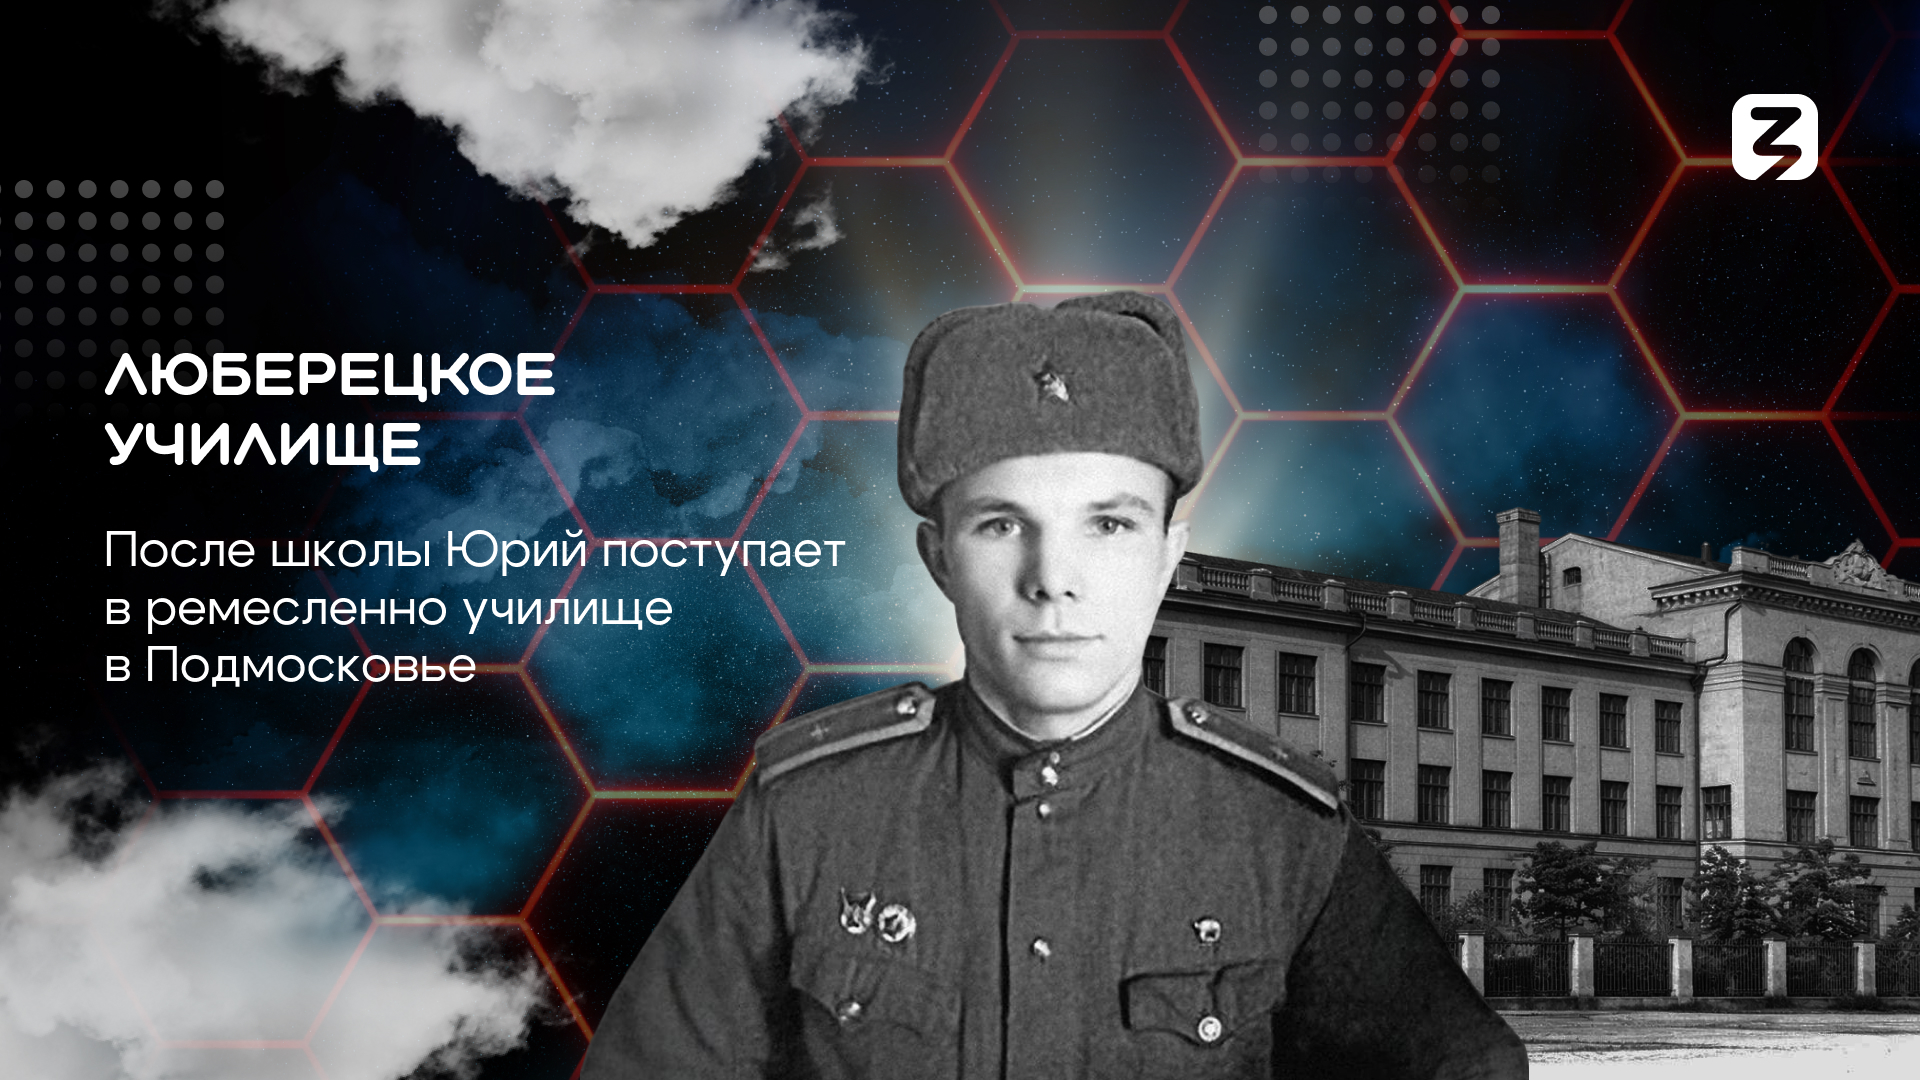 ЛЮБЕРЕЦКОЕ
УЧИЛИЩЕ
После школы Юрий поступает
в ремесленно училище
в Подмосковье